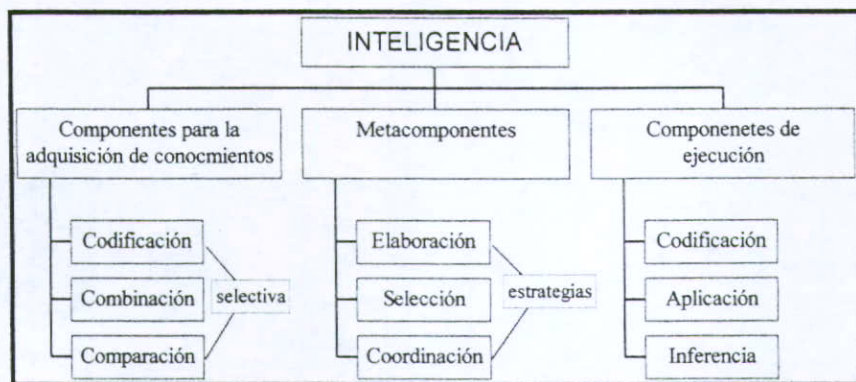 INTELIGENCIA
Componentes para la
adquisición de conocmientos
Metacomponentes
Componenetes de
ejecución
Codificación
Combinación
Comparación
selectiva
Elaboración
Selección
Coordinación
estrategias
Codificación
Aplicación
Inferencia